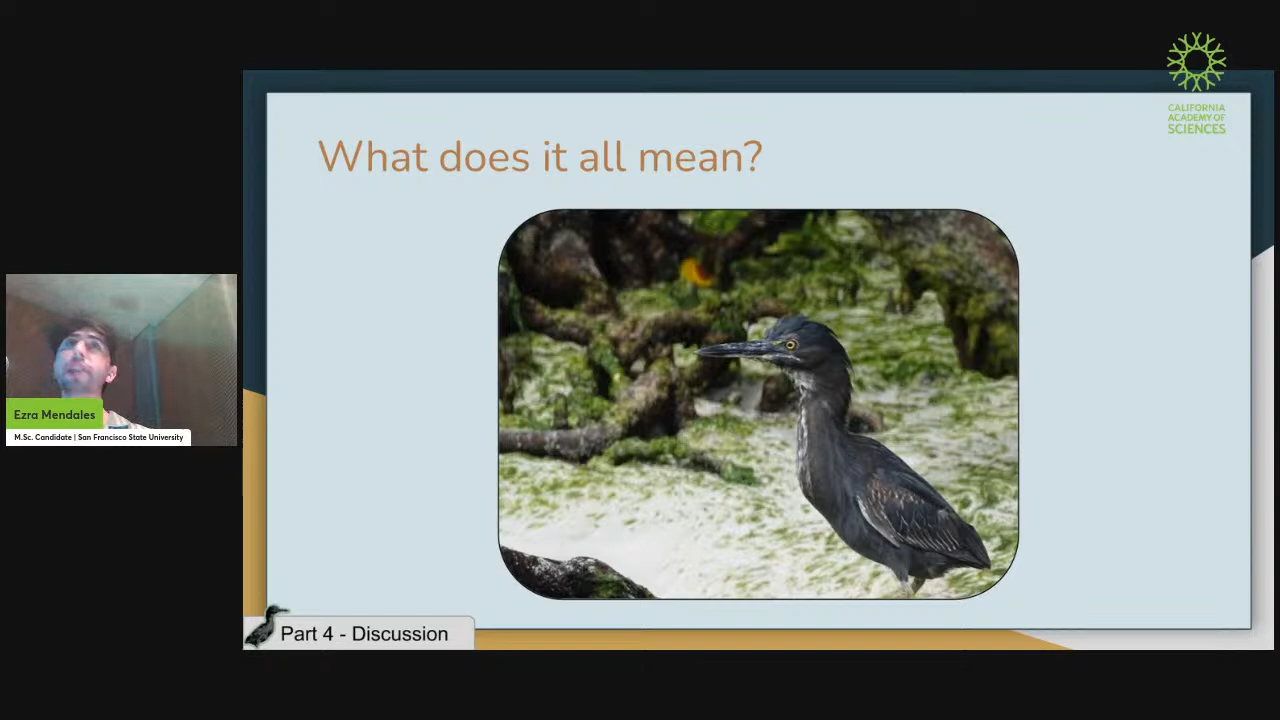 CALIFORNIA
ACADEMY OF
SCIENCES
What does it all mean?
Ezra Mendales
M.Sc. Candidate | San Francisco State University
Part 4 - Discussion